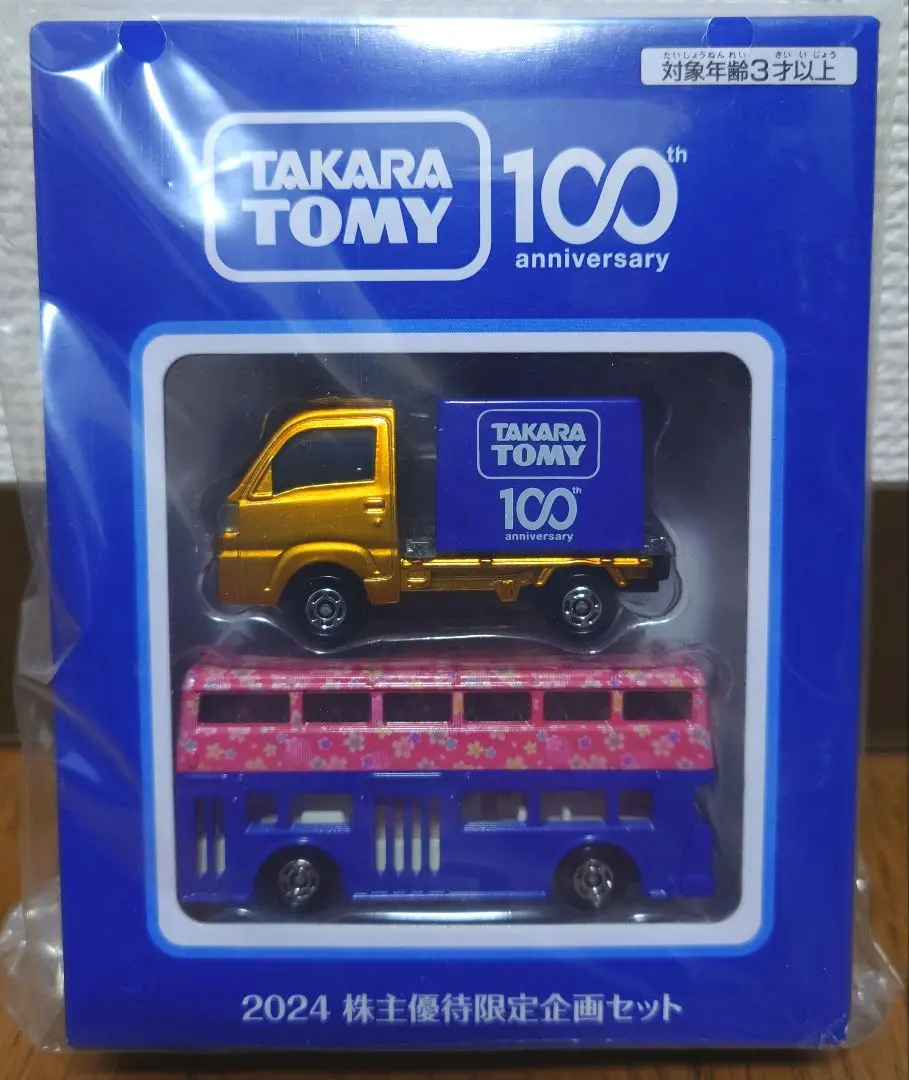 たいしょうねんれい さい いじょう
対象年齢3才以上
TAKARA
TOMY
100th
anniversary
TAKARA
TOMY
100th
anniversary
2024 株主優待限定企画セット